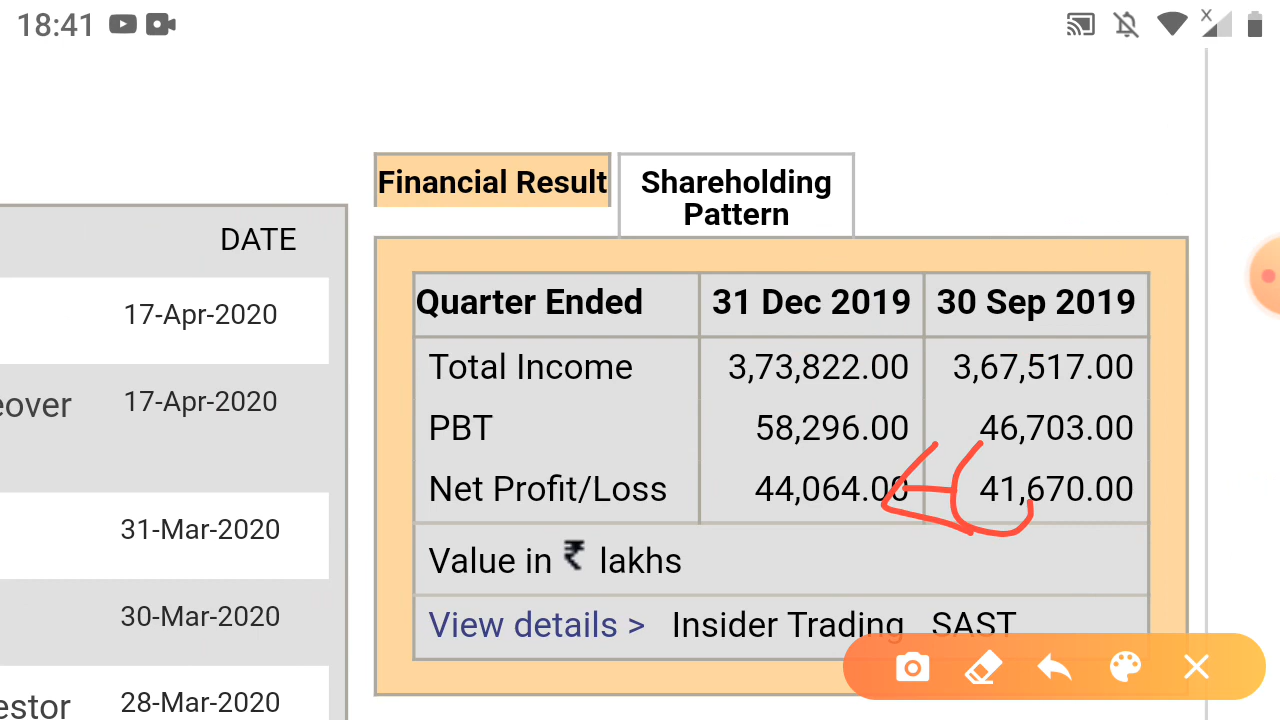 18:41
Financial Result
Shareholding
Pattern
DATE
17-Apr-2020
eover 17-Apr-2020
31-Mar-2020
30-Mar-2020
estor 28-Mar-2020
Quarter Ended 31 Dec 2019 30 Sep 2019
Total Income 3,73,822.00 3,67,517.00
PBT 58,296.00 46,703.00
Net Profit/Loss 44,064.00 41,670.00
Value in ₹ lakhs
View details > Insider Trading SAST